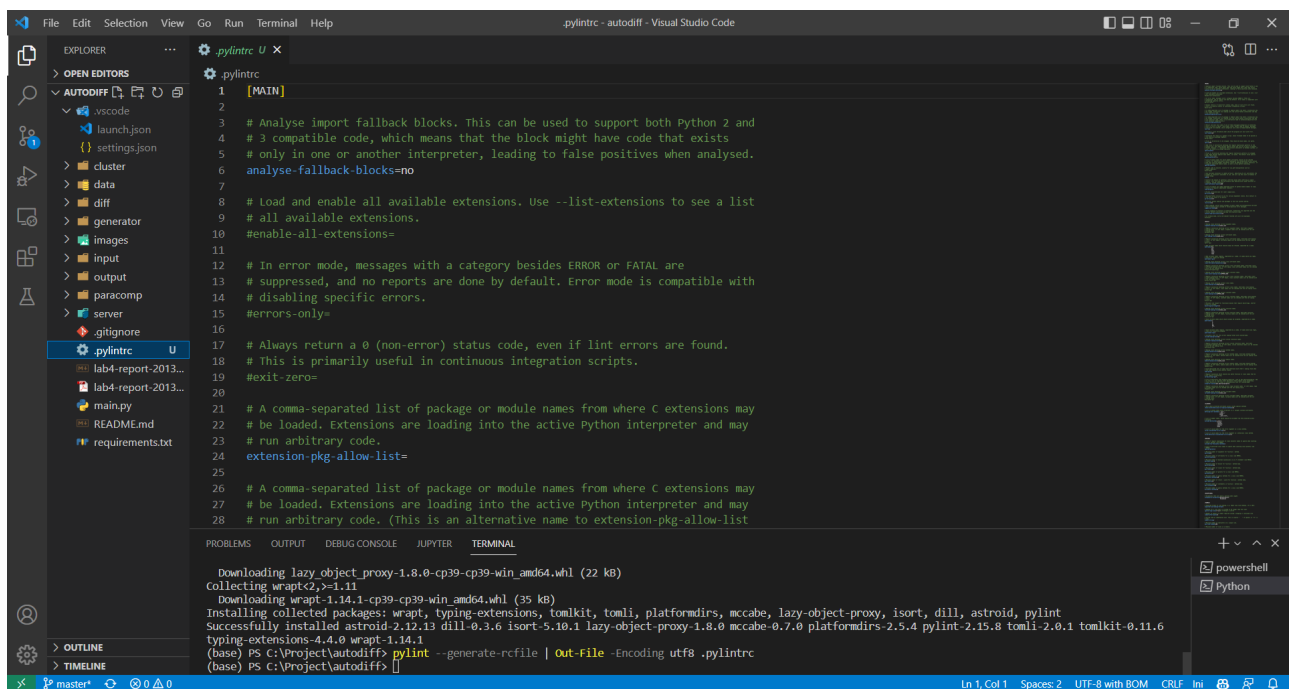 File Edit Selection View Go Run Terminal Help .pylintrc - autodiff - Visual Studio Code
EXPLORER
.pylintrc U
OPEN EDITORS
.pylintrc
AUTODIFF
.vscode
launch.json
settings.json
cluster
data
diff
generator
images
input
output
paracomp
server
.gitignore
.pylintrc U
lab4-report-2013...
lab4-report-2013...
main.py
README.md
requirements.txt
OUTLINE
TIMELINE
1 [MAIN]
2
3 # Analyse import fallback blocks. This can be used to support both Python 2 and
4 # 3 compatible code, which means that the block might have code that exists
5 # only in one or another interpreter, leading to false positives when analysed.
6 analyse-fallback-blocks=no
7
8 # Load and enable all available extensions. Use --list-extensions to see a list
9 # all available extensions.
10 #enable-all-extensions=
11
12 # In error mode, messages with a category besides ERROR or FATAL are
13 # suppressed, and no reports are done by default. Error mode is compatible with
14 # disabling specific errors.
15 #errors-only=
16
17 # Always return a 0 (non-error) status code, even if lint errors are found.
18 # This is primarily useful in continuous integration scripts.
19 #exit-zero=
20
21 # A comma-separated list of package or module names from where C extensions may
22 # be loaded. Extensions are loading into the active Python interpreter and may
23 # run arbitrary code.
24 extension-pkg-allow-list=
25
26 # A comma-separated list of package or module names from where C extensions may
27 # be loaded. Extensions are loading into the active Python interpreter and may
28 # run arbitrary code. (This is an alternative name to extension-pkg-allow-list
PROBLEMS OUTPUT DEBUG CONSOLE JUPYTER TERMINAL
Downloading lazy_object_proxy-1.8.0-cp39-cp39-win_amd64.whl (22 kB)
Collecting wrapt<2,>=1.11
Downloading wrapt-1.14.1-cp39-cp39-win_amd64.whl (35 kB)
Installing collected packages: wrapt, typing-extensions, tomlkit, tomli, platformdirs, mccabe, lazy-object-proxy, isort, dill, astroid, pylint
Successfully installed astroid-2.12.13 dill-0.3.6 isort-5.10.1 lazy-object-proxy-1.8.0 mccabe-0.7.0 platformdirs-2.5.4 pylint-2.15.8 tomli-2.0.1 tomlkit-0.11.6
typing-extensions-4.4.0 wrapt-1.14.1
(base) PS C:\Project\autodiff> pylint --generate-rcfile | Out-File -Encoding utf8 .pylintrc
(base) PS C:\Project\autodiff>
powershell
Python
master* 0 0 Ln 1, Col 1 Spaces: 2 UTF-8 with BOM CRLF Ini